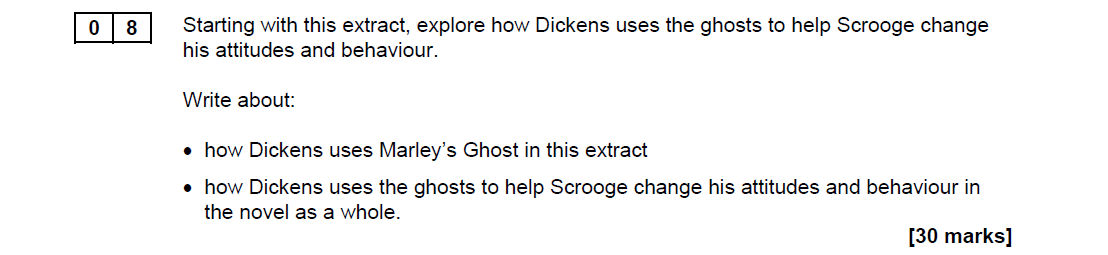 0 8 Starting with this extract, explore how Dickens uses the ghosts to help Scrooge change
his attitudes and behaviour.
Write about:
• how Dickens uses Marley’s Ghost in this extract
• how Dickens uses the ghosts to help Scrooge change his attitudes and behaviour in
the novel as a whole.
[30 marks]